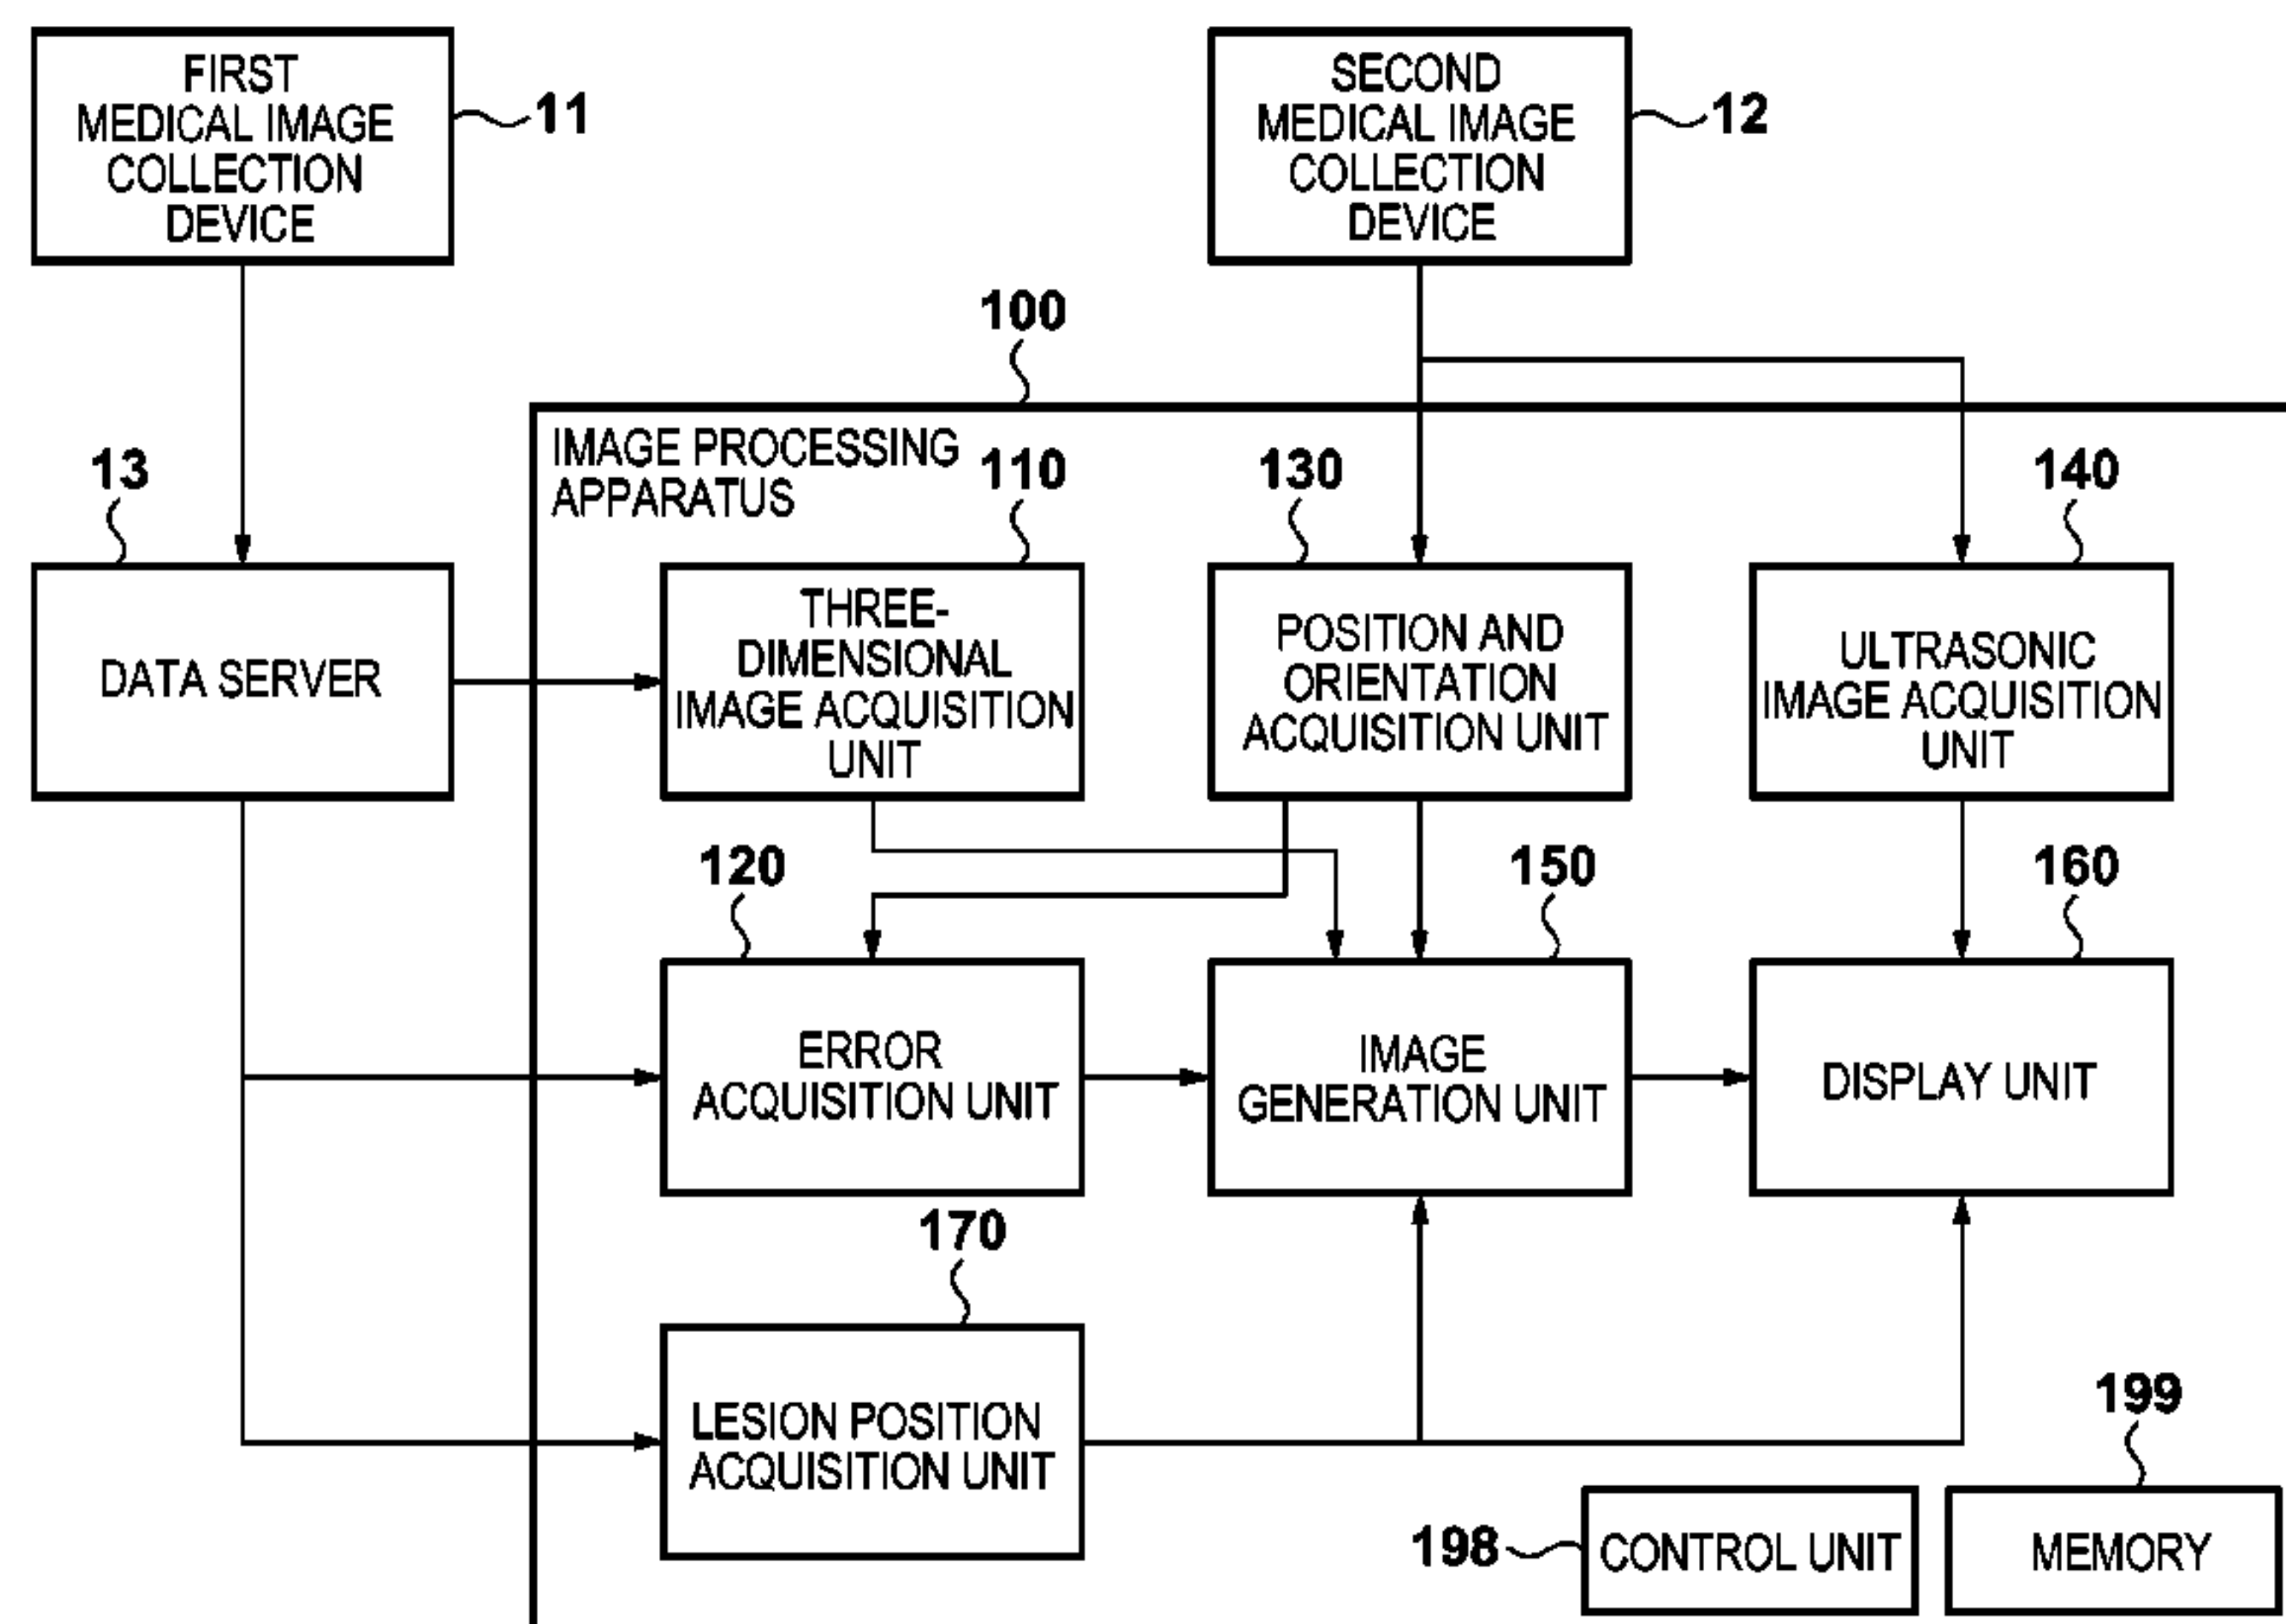 FIRST
MEDICAL IMAGE
COLLECTION
DEVICE
11
SECOND
MEDICAL IMAGE
COLLECTION
DEVICE
12
100
IMAGE PROCESSING
APPARATUS
13
DATA SERVER
110
THREE-
DIMENSIONAL
IMAGE ACQUISITION
UNIT
130
POSITION AND
ORIENTATION
ACQUISITION UNIT
140
ULTRASONIC
IMAGE ACQUISITION
UNIT
120
ERROR
ACQUISITION UNIT
150
IMAGE
GENERATION UNIT
160
DISPLAY UNIT
170
LESION POSITION
ACQUISITION UNIT
198
CONTROL UNIT
199
MEMORY